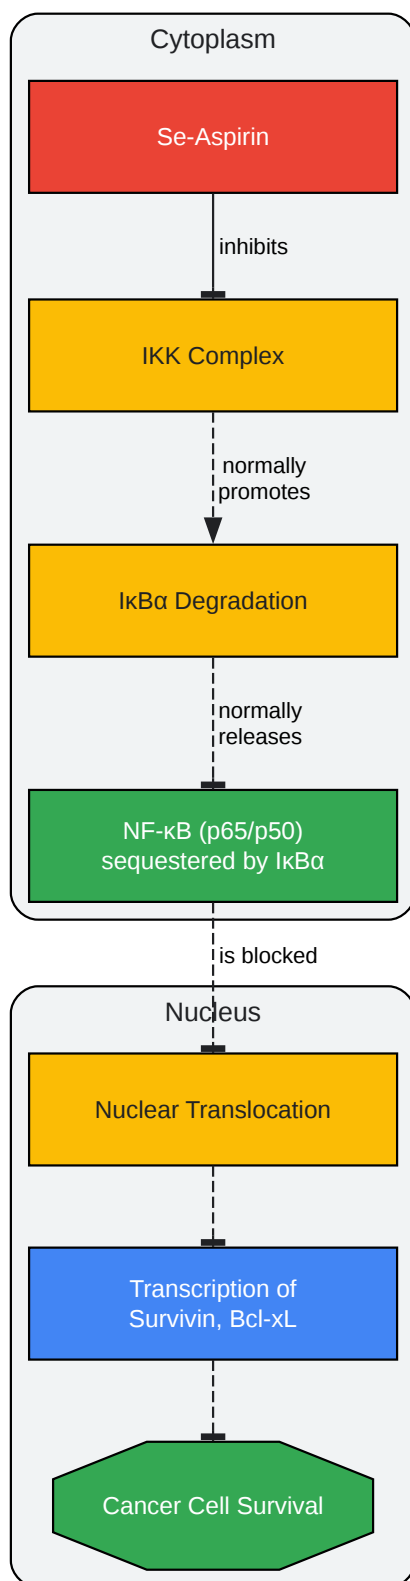 Cytoplasm
Se-Aspirin
inhibits
IKK Complex
normally
promotes
IκBα Degradation
normally
releases
NF-κB (p65/p50)
sequestered by IκBα
is blocked
Nucleus
Nuclear Translocation
Transcription of
Survivin, Bcl-xL
Cancer Cell Survival